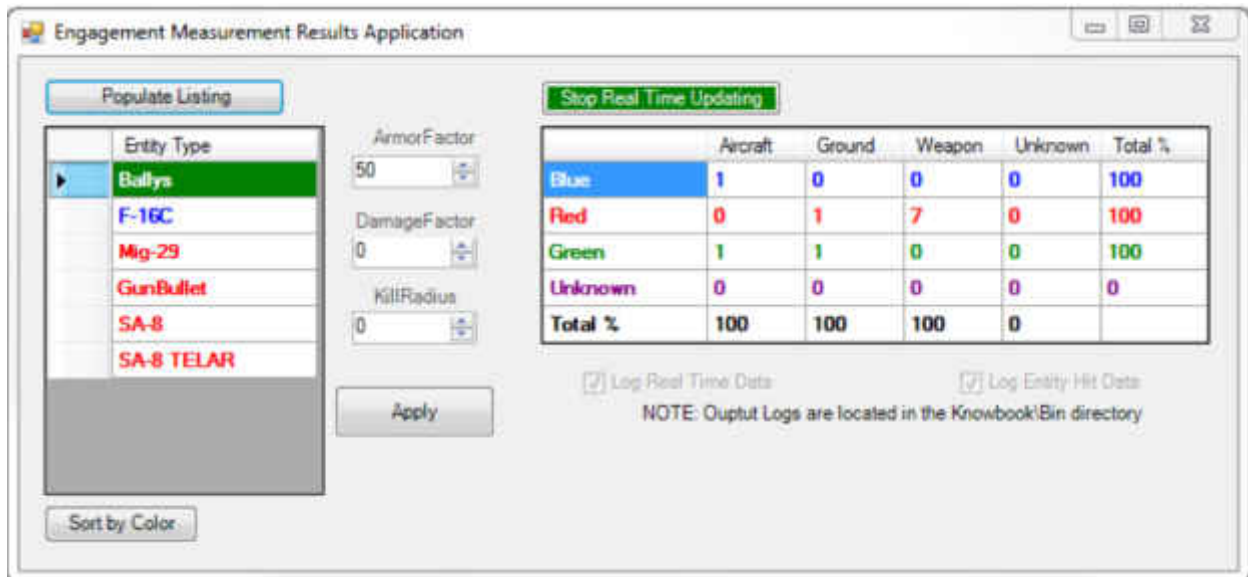 Engagement Measurement Results Application
Populate Listing
Stop Real Time Updating
Entity Type
Ballys
F-16C
Mig-29
GunBullet
SA-8
SA-8 TELAR
ArmorFactor
50
DamageFactor
0
KillRadius
0
Apply
Aircraft Ground Weapon Unknown Total %
Blue 1 0 0 0 100
Red 0 1 7 0 100
Green 1 1 0 0 100
Unknown 0 0 0 0 0
Total % 100 100 100 0
Log Real Time Data Log Entity Hit Data
NOTE: Ouptut Logs are located in the Knowbook\Bin directory
Sort by Color